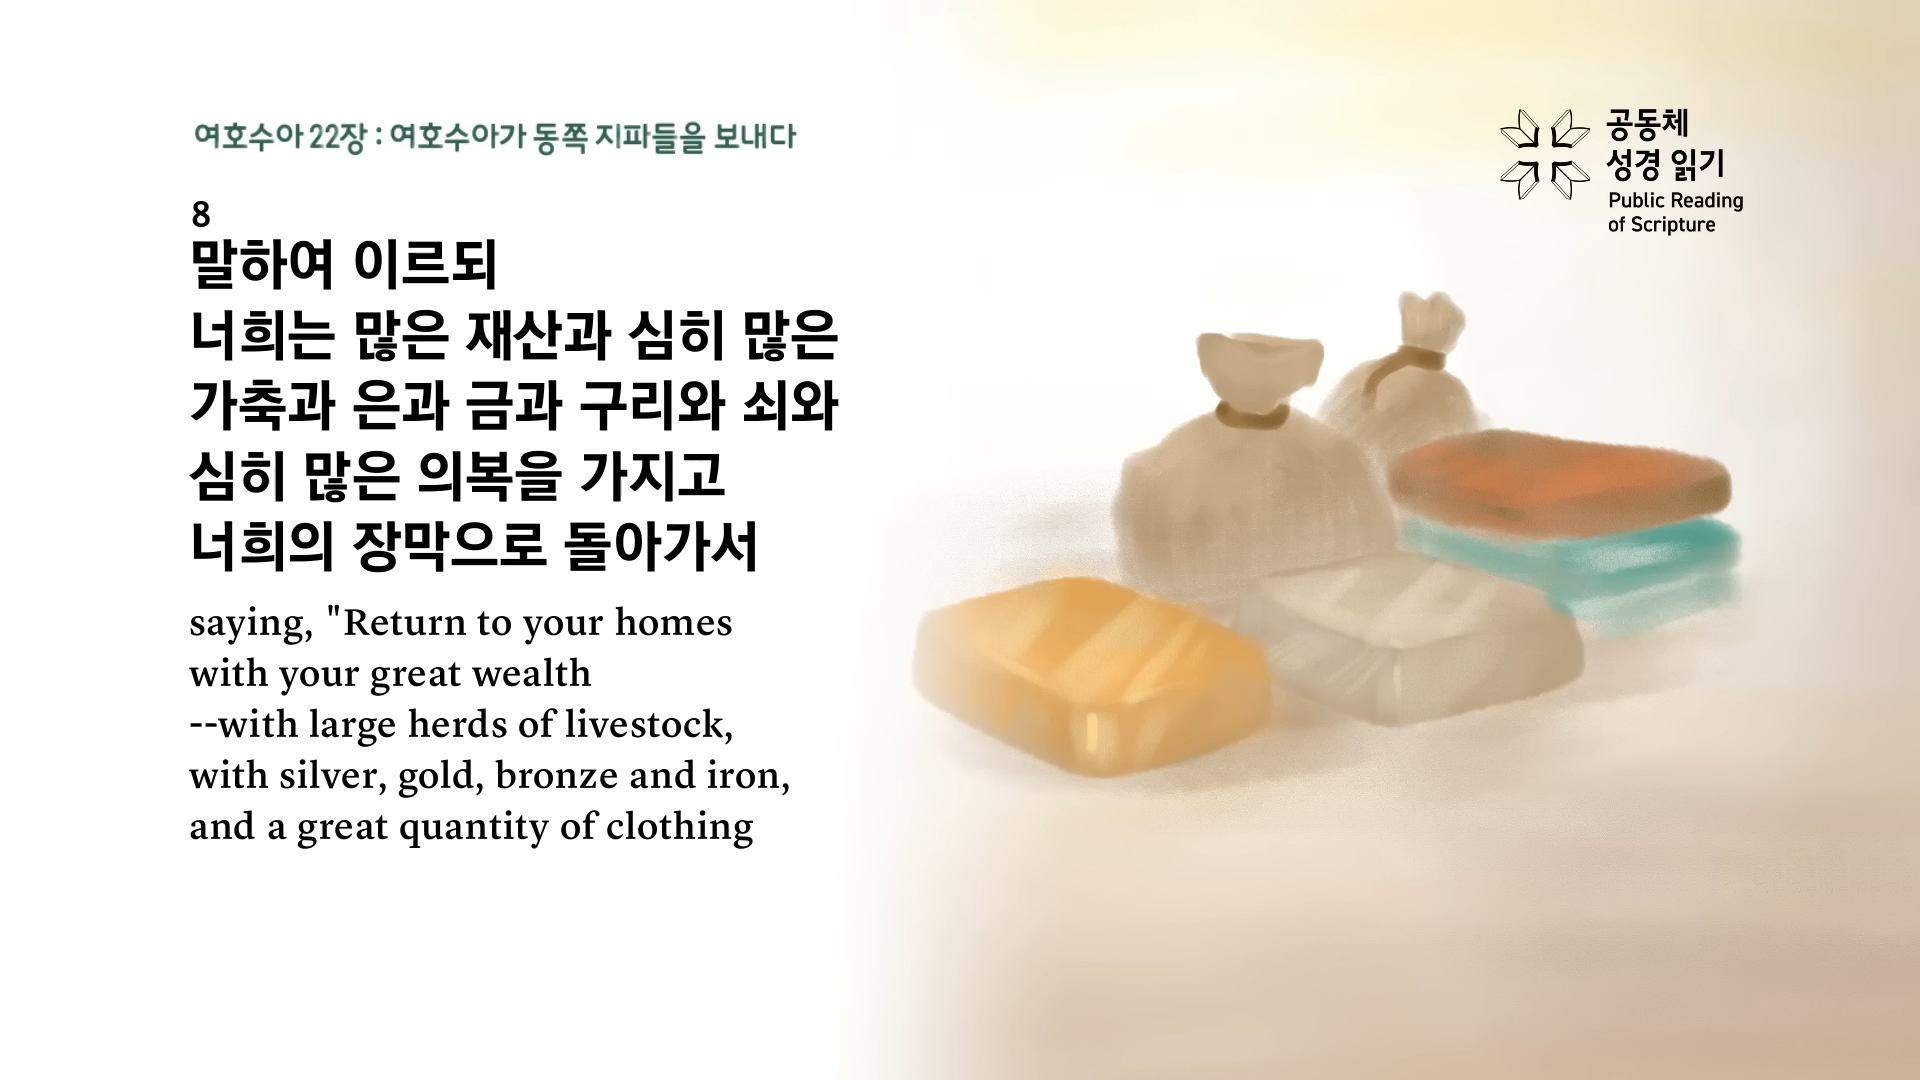 여호수아 22장 : 여호수아가 동쪽 지파들을 보내다
공동체
성경 읽기
Public Reading
of Scripture
8
말하여 이르되
너희는 많은 재산과 심히 많은
가축과 은과 금과 구리와 쇠와
심히 많은 의복을 가지고
너희의 장막으로 돌아가서
saying, "Return to your homes
with your great wealth
--with large herds of livestock,
with silver, gold, bronze and iron,
and a great quantity of clothing